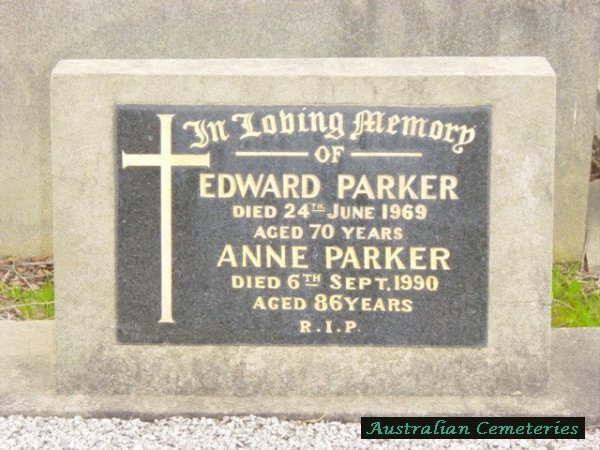 In Loving Memory
OF
EDWARD PARKER
DIED 24TH JUNE 1969
AGED 70 YEARS
ANNE PARKER
DIED 6TH SEPT, 1990
AGED 86 YEARS
R.I.P.
Australian Cemeteries